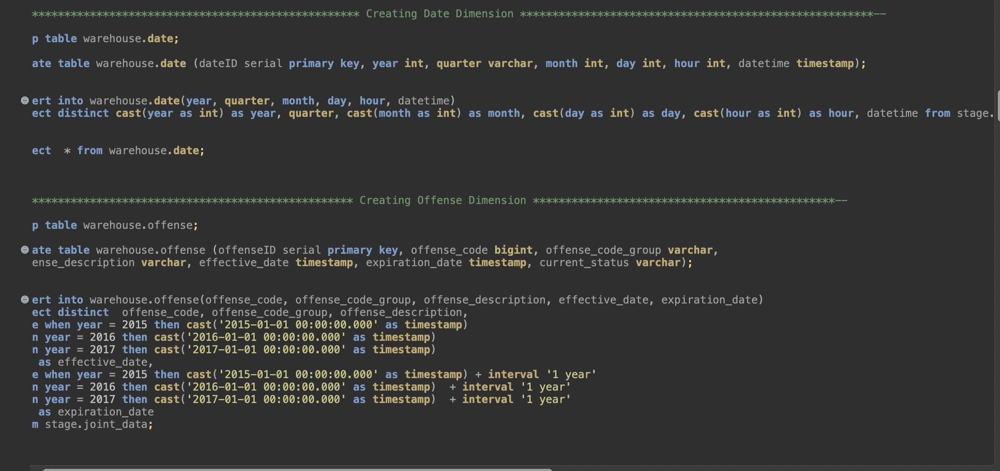 *************************************************** Creating Date Dimension *******************************************************--
p table warehouse.date;
ate table warehouse.date (dateID serial primary key, year int, quarter varchar, month int, day int, hour int, datetime timestamp);
ert into warehouse.date(year, quarter, month, day, hour, datetime)
ect distinct cast(year as int) as year, quarter, cast(month as int) as month, cast(day as int) as day, cast(hour as int) as hour, datetime from stage.
ect  * from warehouse.date;
************************************************** Creating Offense Dimension ***********************************************--
p table warehouse.offense;
ate table warehouse.offense (offenseID serial primary key, offense_code bigint, offense_code_group varchar,
ense_description varchar, effective_date timestamp, expiration_date timestamp, current_status varchar);
ert into warehouse.offense(offense_code, offense_code_group, offense_description, effective_date, expiration_date)
ect distinct  offense_code, offense_code_group, offense_description,
e when year = 2015 then cast('2015-01-01 00:00:00.000' as timestamp)
n year = 2016 then cast('2016-01-01 00:00:00.000' as timestamp)
n year = 2017 then cast('2017-01-01 00:00:00.000' as timestamp)
 as effective_date,
e when year = 2015 then cast('2015-01-01 00:00:00.000' as timestamp) + interval '1 year'
n year = 2016 then cast('2016-01-01 00:00:00.000' as timestamp)  + interval '1 year'
n year = 2017 then cast('2017-01-01 00:00:00.000' as timestamp)  + interval '1 year'
 as expiration_date
m stage.joint_data;